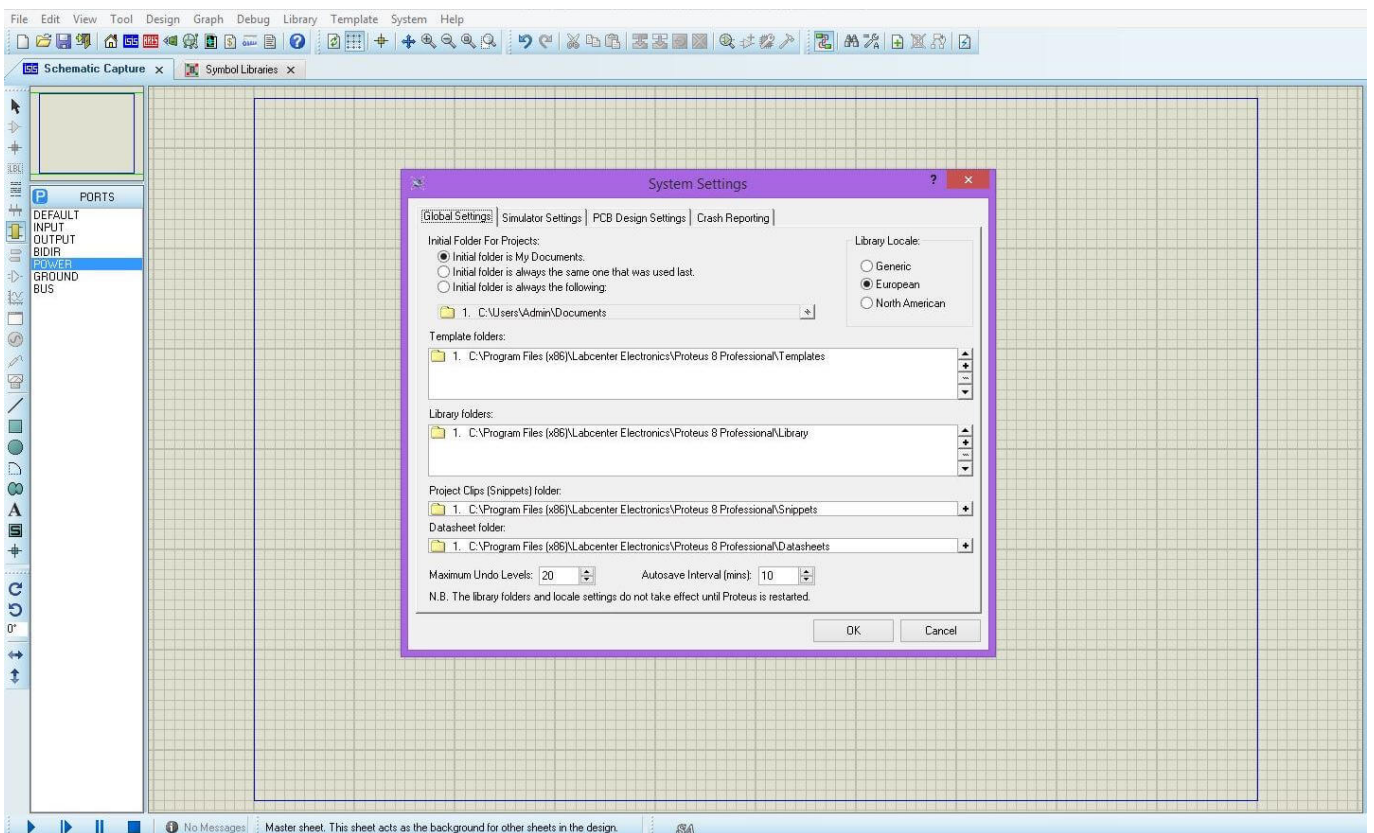 File Edit View Tool Design Graph Debug Library Template System Help
ISIS ARES
ISIS Schematic Capture x Symbol Libraries x
System Settings ? ×
LBL
P PORTS
DEFAULT
INPUT
OUTPUT
BIDIR
POWER
GROUND
BUS
Global Settings Simulator Settings PCB Design Settings Crash Reporting
Initial Folder For Projects:
Initial folder is My Documents.
Initial folder is always the same one that was used last.
Initial folder is always the following:
1. C:\Users\Admin\Documents
Library Locale:
Generic
European
North American
Template folders:
1. C:\Program Files (x86)\Labcenter Electronics\Proteus 8 Professional\Templates
Library folders:
1. C:\Program Files (x86)\Labcenter Electronics\Proteus 8 Professional\Library
Project Clips (Snippets) folder:
1. C:\Program Files (x86)\Labcenter Electronics\Proteus 8 Professional\Snippets
Datasheet folder:
1. C:\Program Files (x86)\Labcenter Electronics\Proteus 8 Professional\Datasheets
Maximum Undo Levels: 20 Autosave Interval (mins): 10
N.B. The library folders and locale settings do not take effect until Proteus is restarted.
OK Cancel
A
S
0°
No Messages Master sheet. This sheet acts as the background for other sheets in the design.